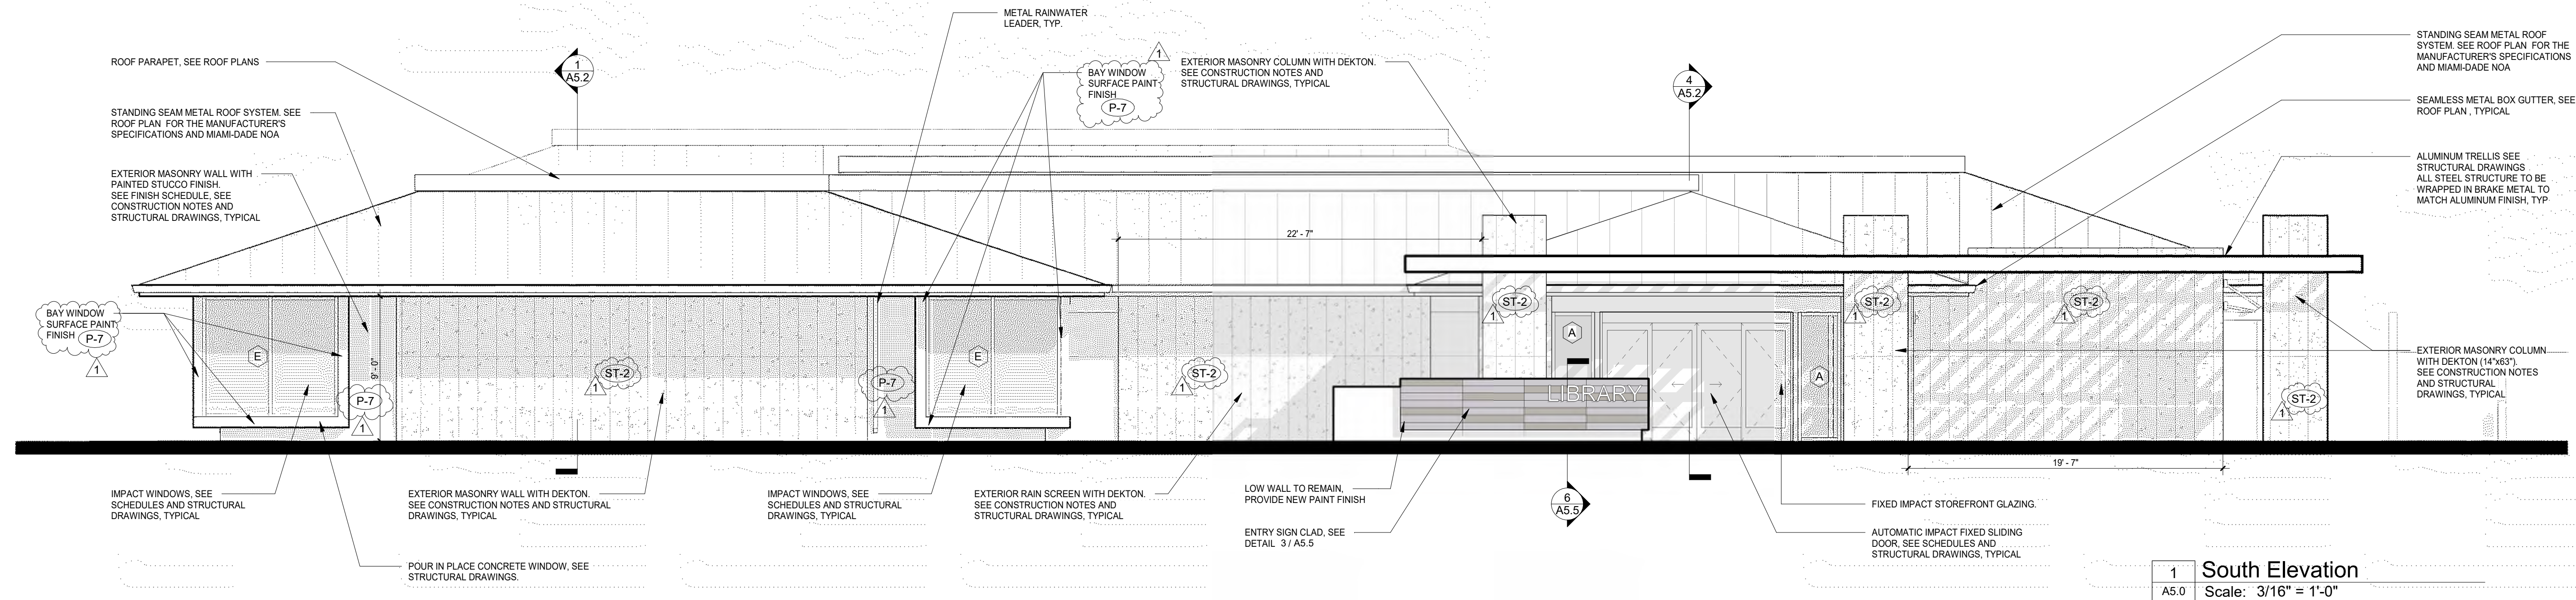 METAL RAINWATER
LEADER, TYP.
ROOF PARAPET, SEE ROOF PLANS
1
A5.2
1
BAY WINDOW
SURFACE PAINT
FINISH
P-7
EXTERIOR MASONRY COLUMN WITH DEKTON.
SEE CONSTRUCTION NOTES AND
STRUCTURAL DRAWINGS, TYPICAL
4
A5.2
STANDING SEAM METAL ROOF
SYSTEM. SEE ROOF PLAN FOR THE
MANUFACTURER'S SPECIFICATIONS
AND MIAMI-DADE NOA
STANDING SEAM METAL ROOF SYSTEM. SEE
ROOF PLAN FOR THE MANUFACTURER'S
SPECIFICATIONS AND MIAMI-DADE NOA
SEAMLESS METAL BOX GUTTER, SEE
ROOF PLAN , TYPICAL
EXTERIOR MASONRY WALL WITH
PAINTED STUCCO FINISH.
SEE FINISH SCHEDULE, SEE
CONSTRUCTION NOTES AND
STRUCTURAL DRAWINGS, TYPICAL
ALUMINUM TRELLIS SEE
STRUCTURAL DRAWINGS
ALL STEEL STRUCTURE TO BE
WRAPPED IN BRAKE METAL TO
MATCH ALUMINUM FINISH, TYP
22' - 7"
BAY WINDOW
SURFACE PAINT
FINISH
P-7
1
E
9' - 0"
P-7
1
ST-2
1
P-7
1
E
ST-2
1
ST-2
1
A
LIBRARY
A
ST-2
1
ST-2
1
EXTERIOR MASONRY COLUMN
WITH DEKTON (14"x63").
SEE CONSTRUCTION NOTES
AND STRUCTURAL
DRAWINGS, TYPICAL
ST-2
1
19' - 7"
IMPACT WINDOWS, SEE
SCHEDULES AND STRUCTURAL
DRAWINGS, TYPICAL
EXTERIOR MASONRY WALL WITH DEKTON.
SEE CONSTRUCTION NOTES AND STRUCTURAL
DRAWINGS, TYPICAL
IMPACT WINDOWS, SEE
SCHEDULES AND STRUCTURAL
DRAWINGS, TYPICAL
EXTERIOR RAIN SCREEN WITH DEKTON.
SEE CONSTRUCTION NOTES AND
STRUCTURAL DRAWINGS, TYPICAL
LOW WALL TO REMAIN,
PROVIDE NEW PAINT FINISH
6
A5.5
FIXED IMPACT STOREFRONT GLAZING.
ENTRY SIGN CLAD, SEE
DETAIL 3 / A5.5
AUTOMATIC IMPACT FIXED SLIDING
DOOR, SEE SCHEDULES AND
STRUCTURAL DRAWINGS, TYPICAL
POUR IN PLACE CONCRETE WINDOW, SEE
STRUCTURAL DRAWINGS.
1
A5.0
South Elevation
Scale: 3/16" = 1'-0"